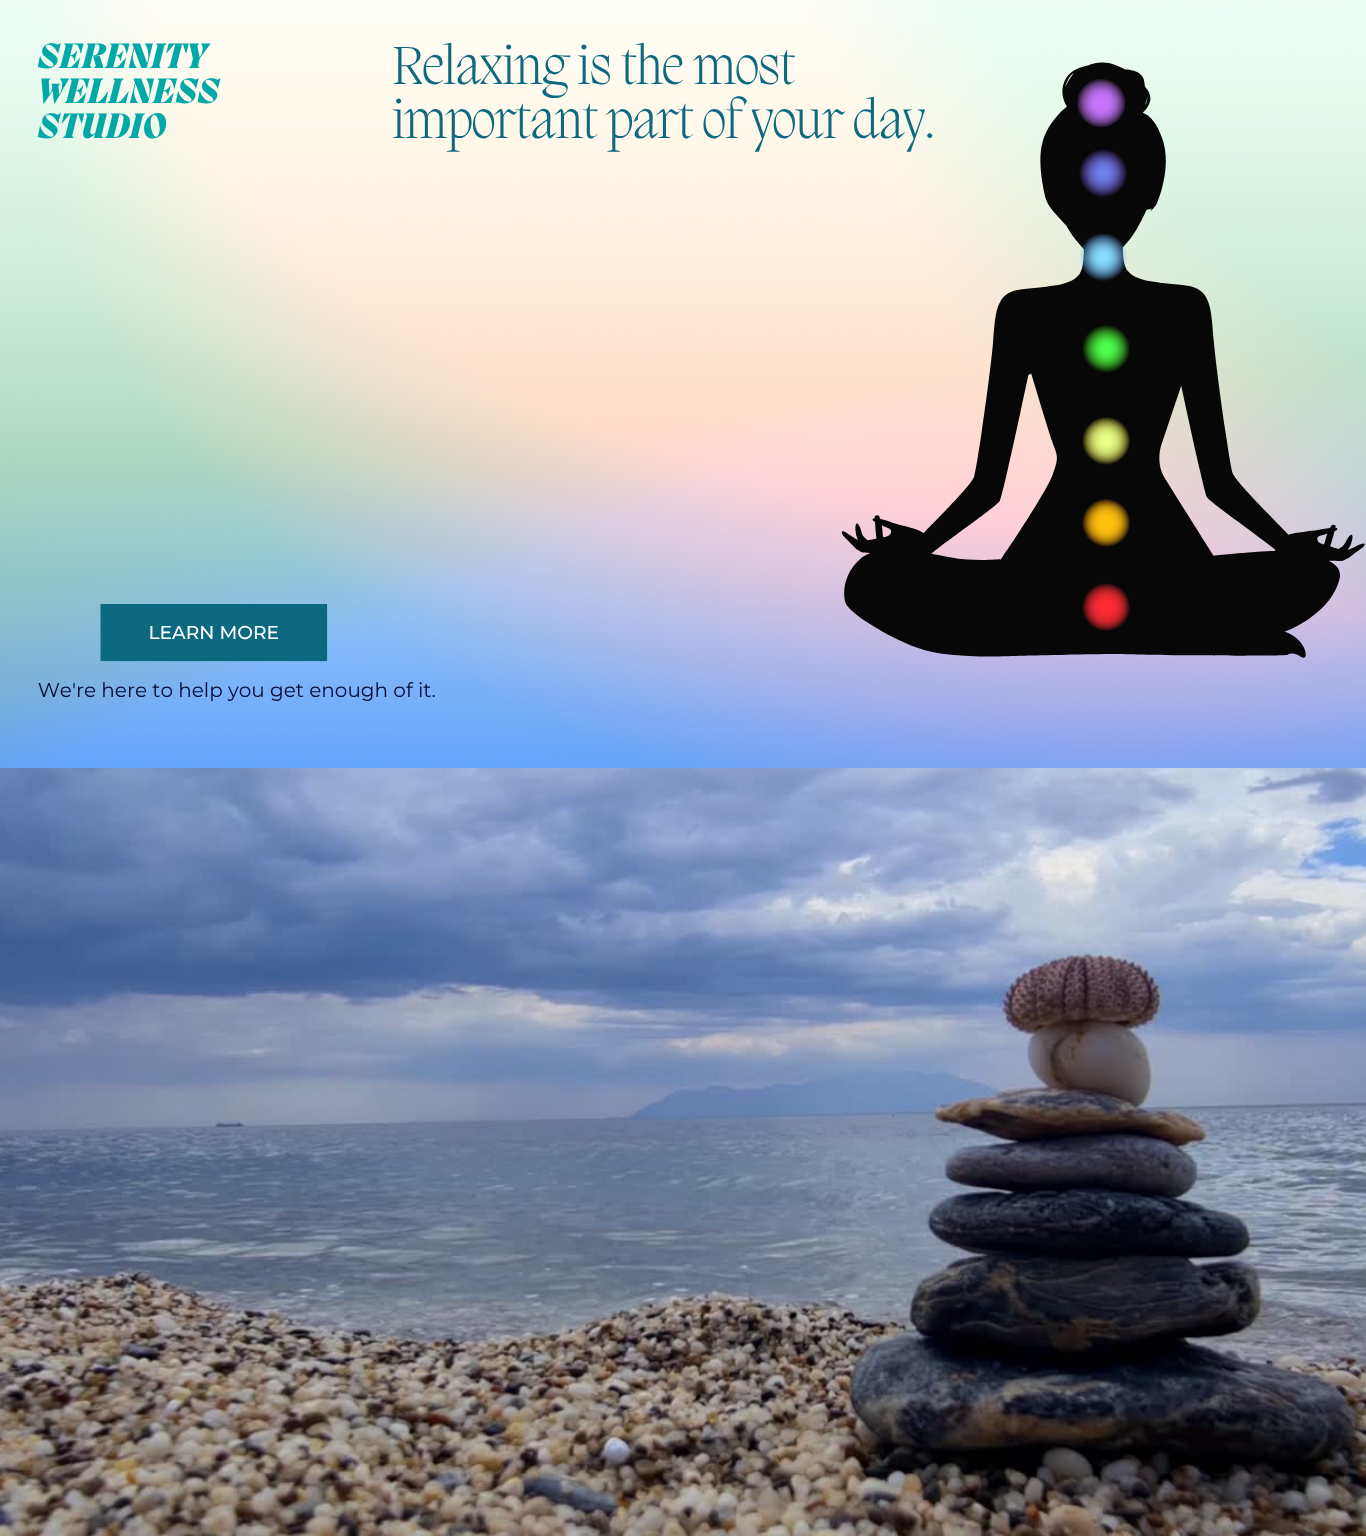 SERENITY
WELLNESS
STUDIO
Relaxing is the most
important part of your day.
LEARN MORE
We're here to help you get enough of it.